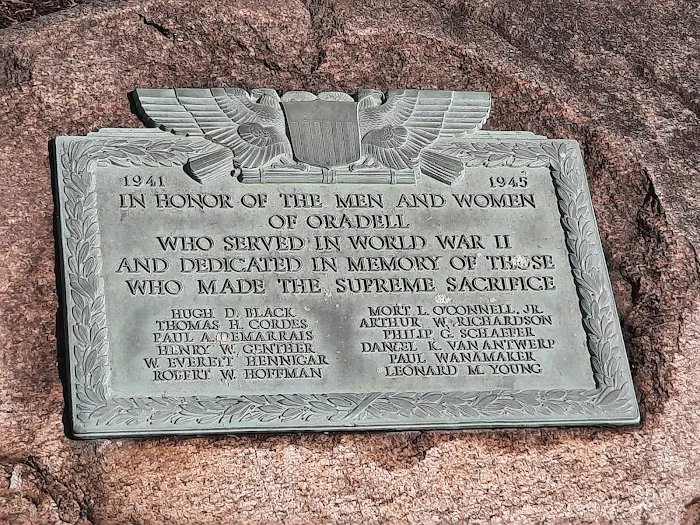 1941 1945
IN HONOR OF THE MEN AND WOMEN
OF ORADELL
WHO SERVED IN WORLD WAR II
AND DEDICATED IN MEMORY OF THOSE
WHO MADE THE SUPREME SACRIFICE
HUGH D. BLACK
THOMAS H. CORDES
PAUL A. DEMARRAIS
HENRY W. GENTHER
W. EVERETT HENNIGAR
ROBERT W. HOFFMAN
MORT L. O'CONNELL, JR.
ARTHUR W. RICHARDSON
PHILIP G. SCHAEFER
DANIEL K. VAN ANTWERP
PAUL WANAMAKER
LEONARD M. YOUNG